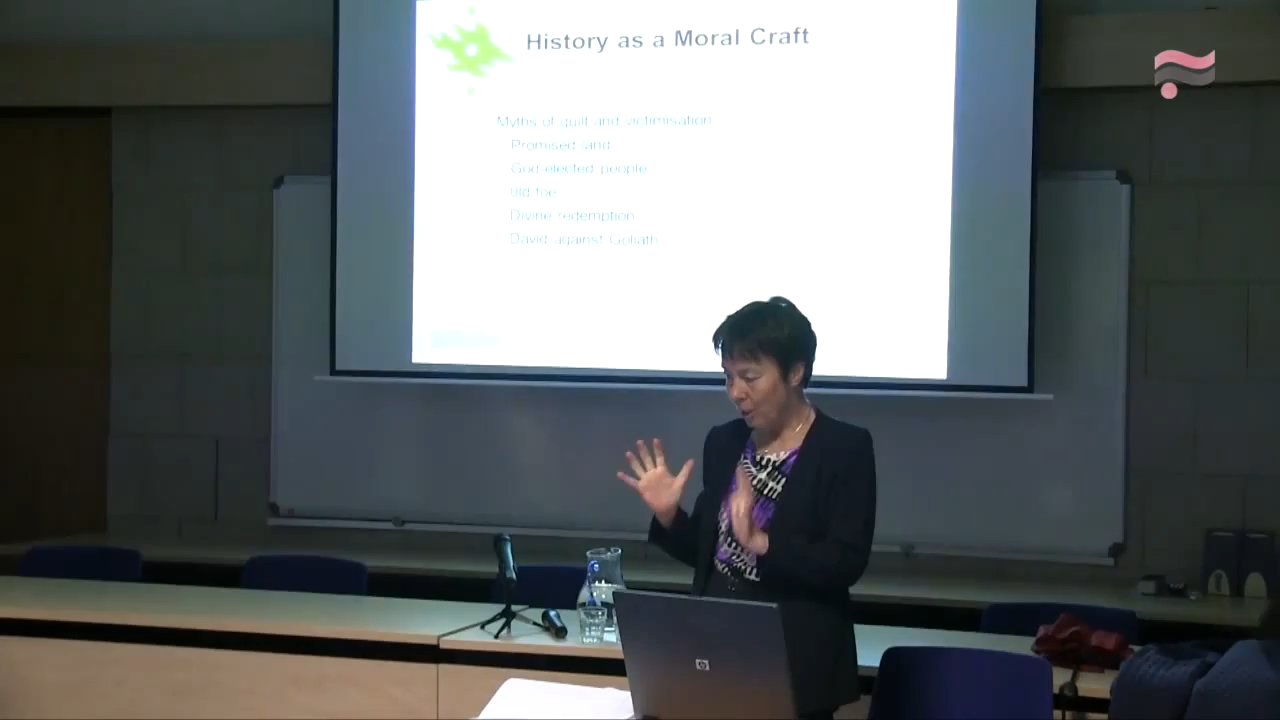 History as a Moral Craft
Myths of guilt and victimisation
Promised land
God-elected people
Old foe
Divine redemption
David against Goliath
hp